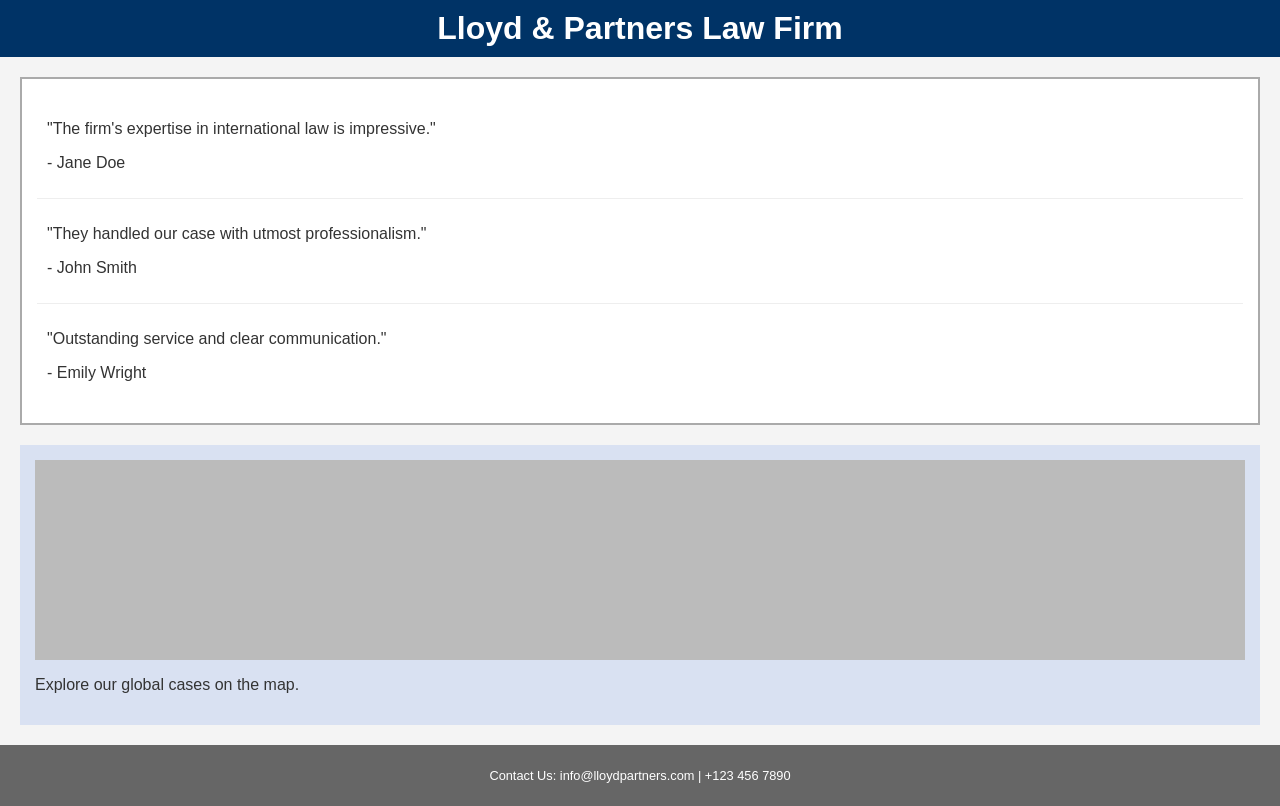 Lloyd & Partners Law Firm
"The firm's expertise in international law is impressive."
- Jane Doe
"They handled our case with utmost professionalism."
- John Smith
"Outstanding service and clear communication."
- Emily Wright
Explore our global cases on the map.
Contact Us: info@lloydpartners.com | +123 456 7890